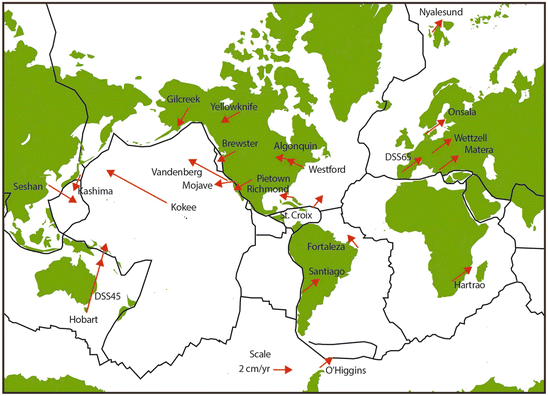 Nyalesund
Gilcreek
Yellowknife
Onsala
Brewster
Algonquin
Wettzell
DSS65
Matera
Vandenberg
Westford
Pietown
Seshan
Kashima
Mojave
Richmond
Kokee
St. Croix
Fortaleza
Santiago
Hartrao
DSS45
Hobart
Scale
2 cm/yr
O'Higgins